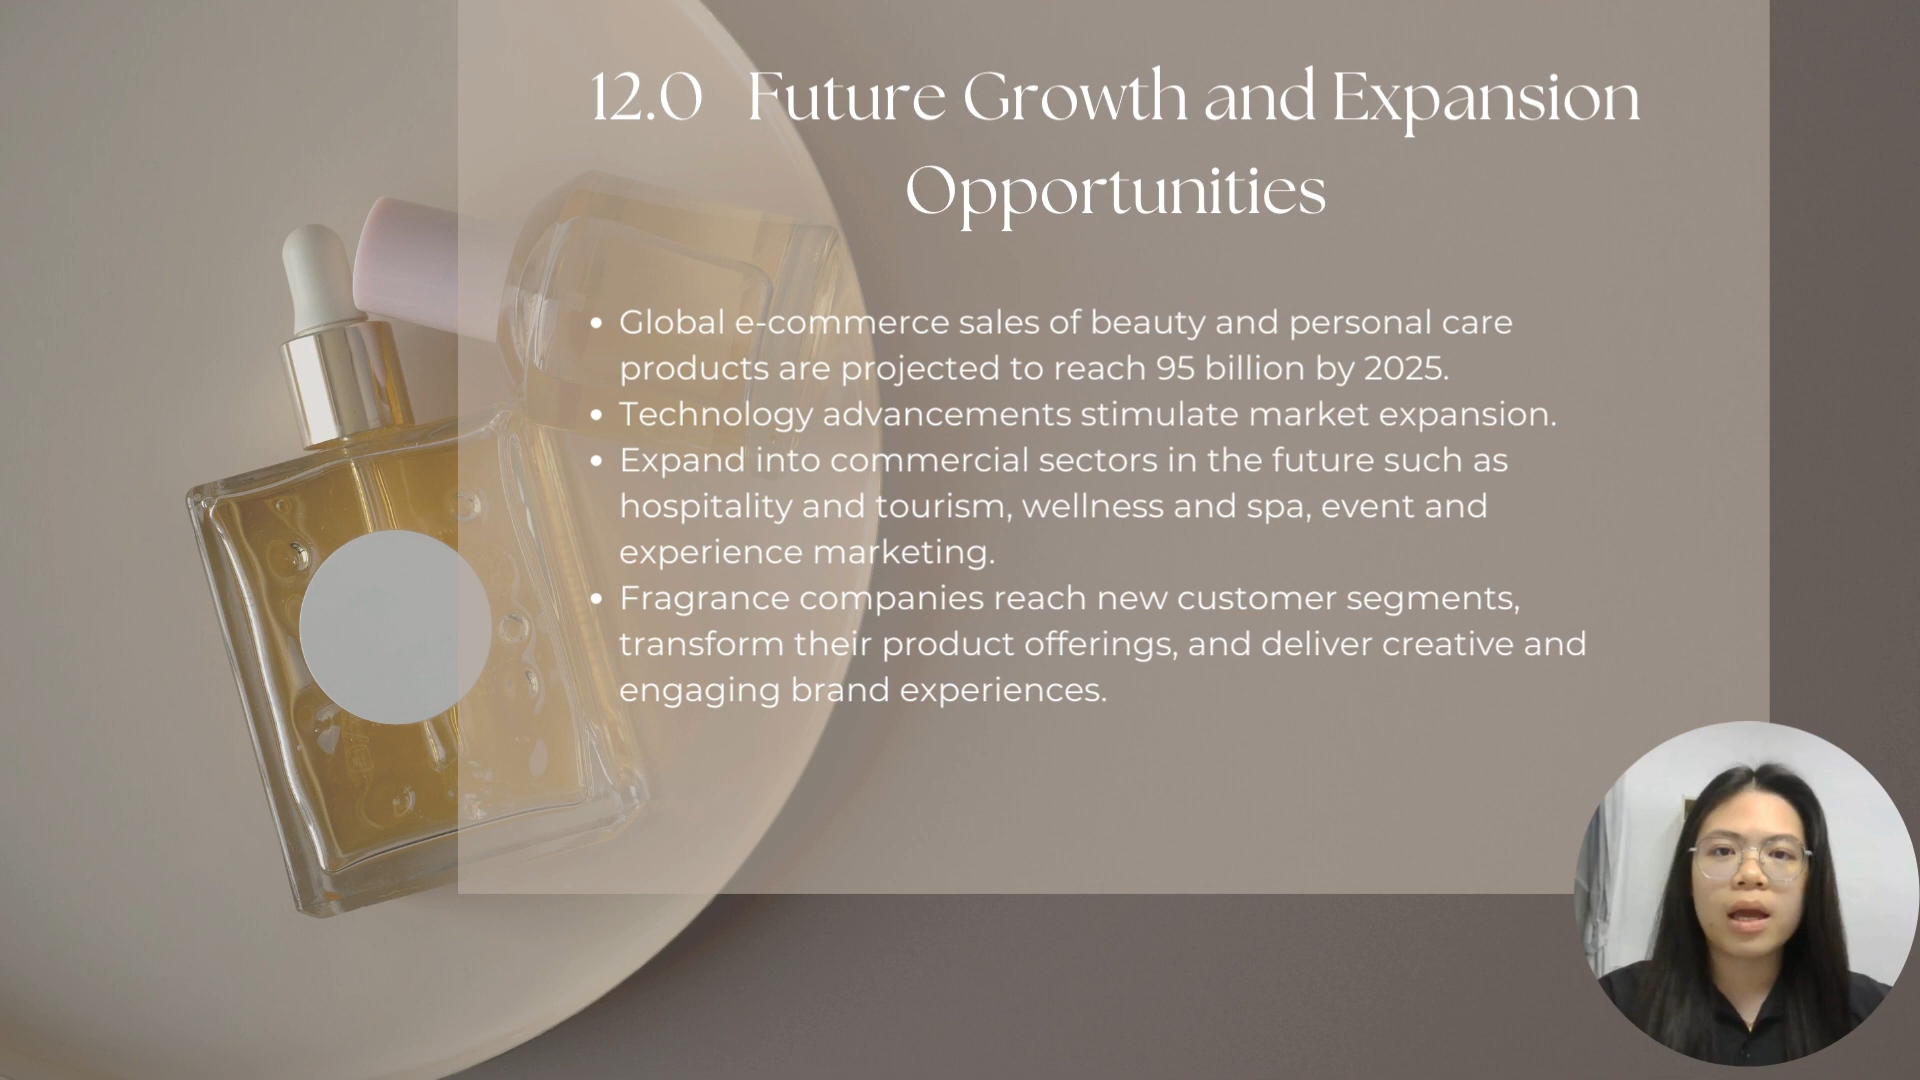 12.0 Future Growth and Expansion
Opportunities
• Global e-commerce sales of beauty and personal care
products are projected to reach 95 billion by 2025.
• Technology advancements stimulate market expansion.
• Expand into commercial sectors in the future such as
hospitality and tourism, wellness and spa, event and
experience marketing.
• Fragrance companies reach new customer segments,
transform their product offerings, and deliver creative and
engaging brand experiences.